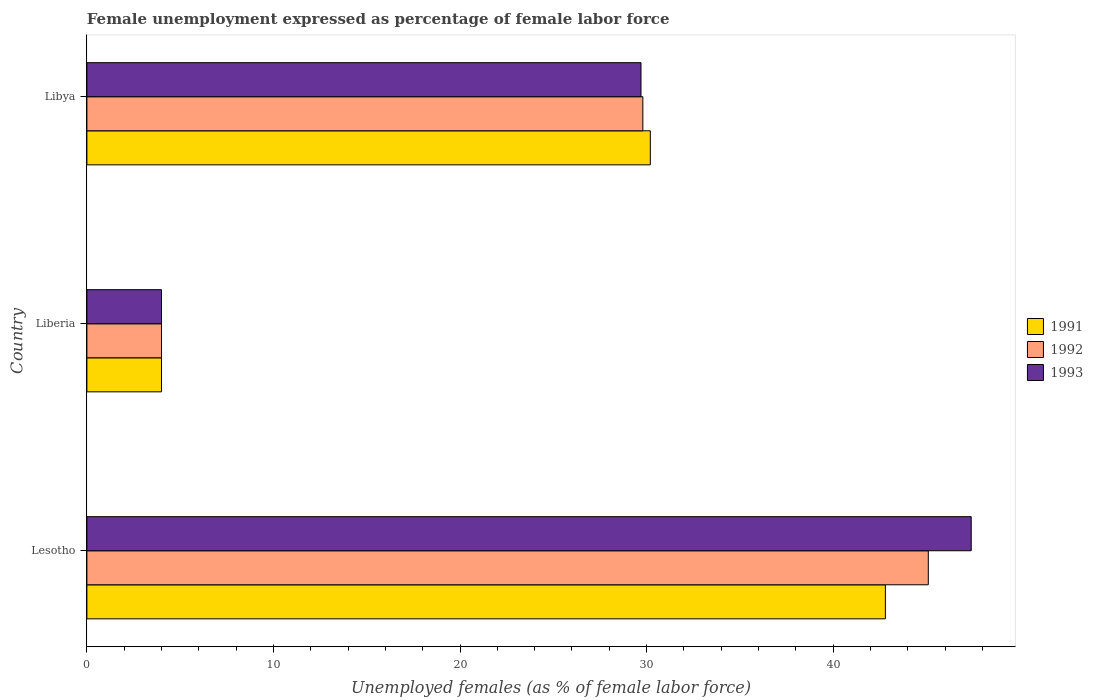 Female unemployment expressed as percentage of female labor force
Libya
Liberia
Lesotho
Country
10
20
30
40
Unemployed females (as % of female labor force)
1991
1992
1993